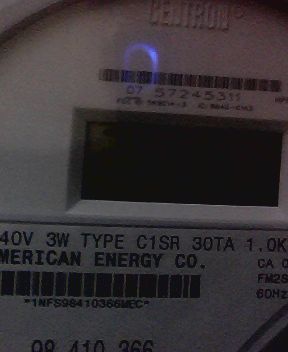 CENTRON®
07 57245311
40V 3W TYPE C1SR 30TA 1.0K
MERICAN ENERGY CO.
CA 0
FM2S
60Hz
*1NFS98410366MEC*
98 410 366